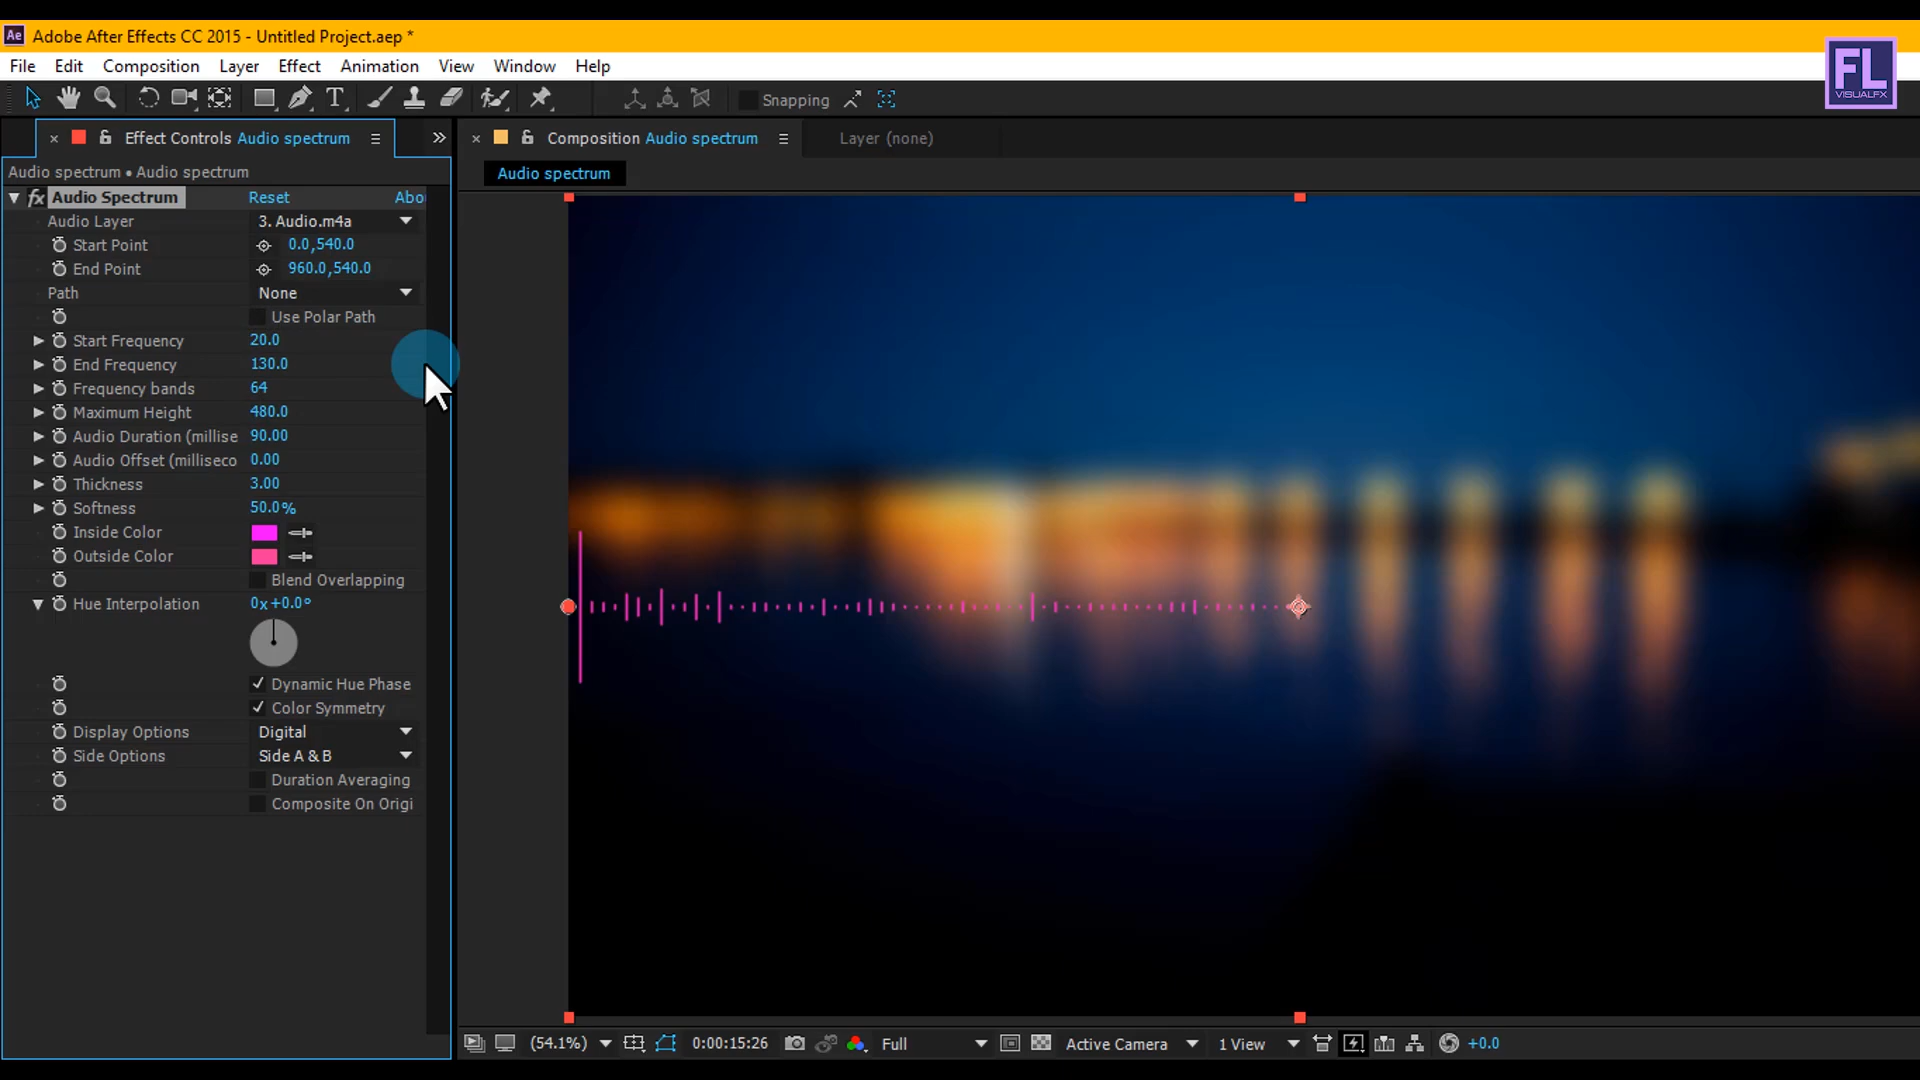 Ae Adobe After Effects CC 2015 - Untitled Project.aep *
FL
VISUALFX
File Edit Composition Layer Effect Animation View Window Help
T Snapping
× Effect Controls Audio spectrum ≡ »
× Composition Audio spectrum ≡ Layer (none)
Audio spectrum • Audio spectrum
Audio spectrum
fx Audio Spectrum Reset Abo
Audio Layer 3. Audio.m4a
Start Point 0.0,540.0
End Point 960.0,540.0
Path None
Use Polar Path
Start Frequency 20.0
End Frequency 130.0
Frequency bands 64
Maximum Height 480.0
Audio Duration (millise 90.00
Audio Offset (milliseco 0.00
Thickness 3.00
Softness 50.0%
Inside Color
Outside Color
Blend Overlapping
Hue Interpolation 0x+0.0°
Dynamic Hue Phase
Color Symmetry
Display Options Digital
Side Options Side A & B
Duration Averaging
Composite On Origi
(54.1%) 0:00:15:26 Full Active Camera 1 View +0.0